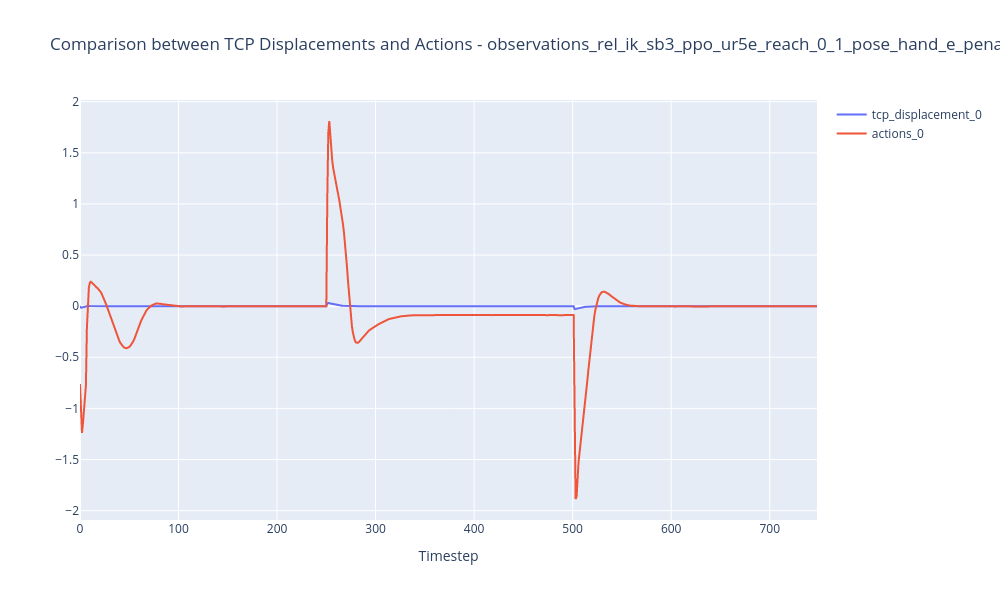 Comparison between TCP Displacements and Actions - observations_rel_ik_sb3_ppo_ur5e_reach_0_1_pose_hand_e_pena
2
1.5
1
0.5
0
−0.5
−1
−1.5
−2
0 100 200 300 400 500 600 700
Timestep
tcp_displacement_0
actions_0